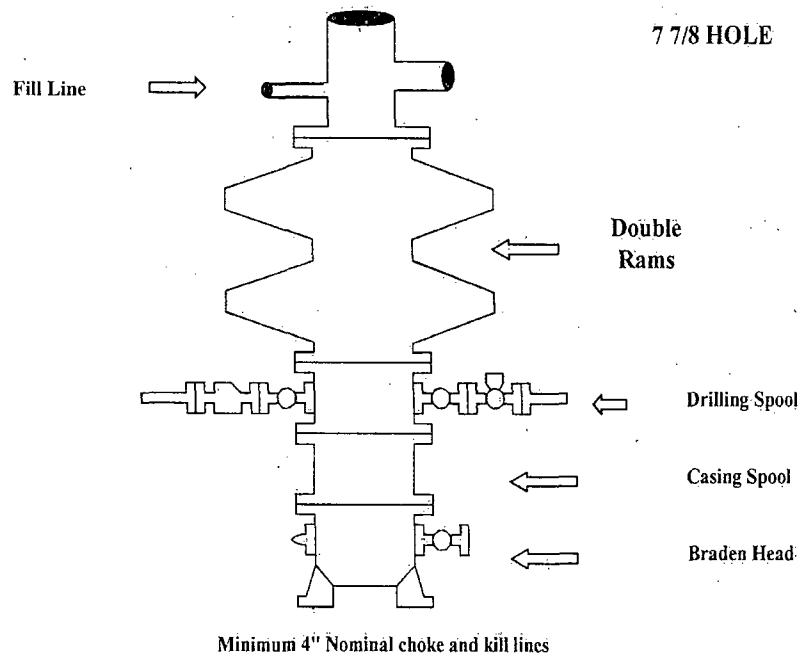 7 7/8 HOLE
Fill Line
Double
Rams
Drilling Spool
Casing Spool
Braden Head
Minimum 4" Nominal choke and kill lines